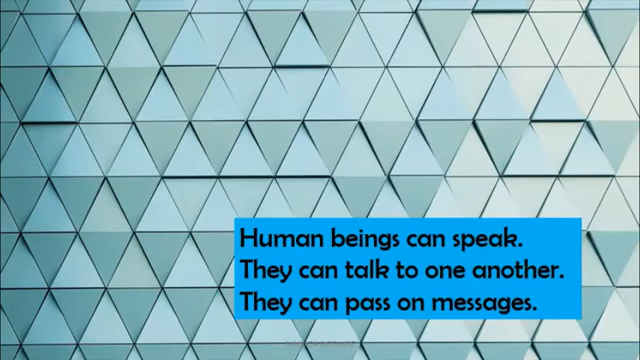 Human beings can speak.
They can talk to one another.
They can pass on messages.